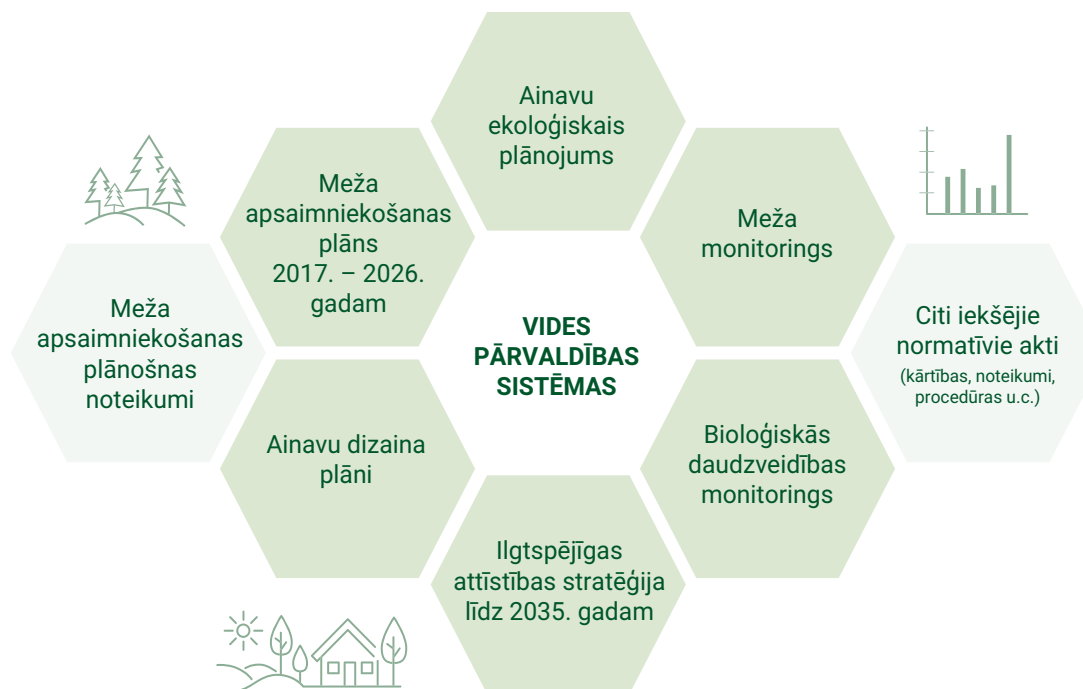 Ainavu
ekoloģiskais
plānojums
Meža
apsaimniekošanas
plāns
2017. – 2026.
gadam
Meža
monitorings
Meža
apsaimniekošanas
plānošnas
noteikumi
VIDES
PĀRVALDĪBAS
SISTĒMAS
Citi iekšējie
normatīvie akti
(kārtības, noteikumi,
procedūras u.c.)
Ainavu dizaina
plāni
Bioloģiskās
daudzveidības
monitorings
Ilgtspējīgas
attīstības stratēģija
līdz 2035. gadam